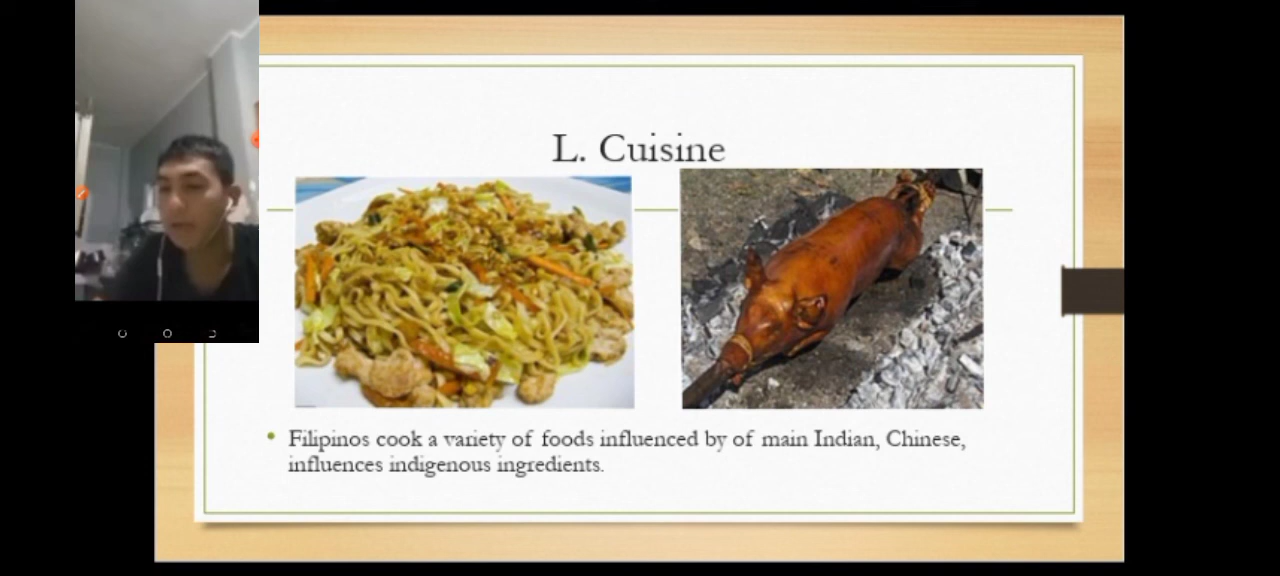 L. Cuisine
Filipinos cook a variety of foods influenced by of main Indian, Chinese,
influences indigenous ingredients.